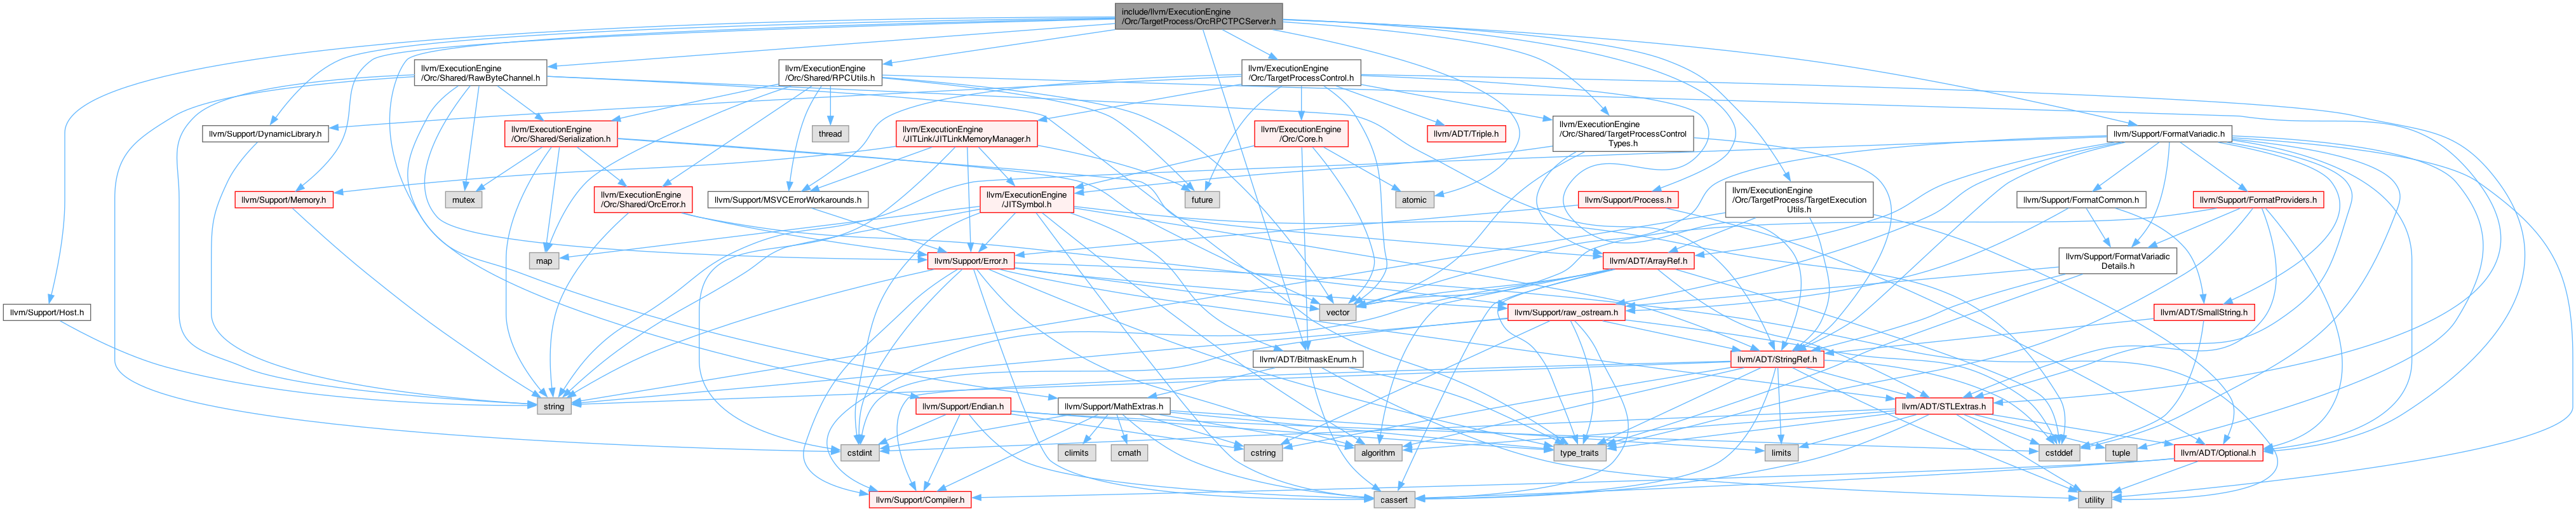 include/llvm/ExecutionEngine
/Orc/TargetProcess/OrcRPCTPCServer.h
llvm/ExecutionEngine
/Orc/Shared/RawByteChannel.h
llvm/ExecutionEngine
/Orc/Shared/RPCUtils.h
llvm/ExecutionEngine
/Orc/TargetProcessControl.h
llvm/Support/DynamicLibrary.h
llvm/ExecutionEngine
/Orc/Shared/Serialization.h
thread
llvm/ExecutionEngine
/JITLink/JITLinkMemoryManager.h
llvm/ExecutionEngine
/Orc/Core.h
llvm/ADT/Triple.h
llvm/ExecutionEngine
/Orc/Shared/TargetProcessControl
Types.h
llvm/Support/FormatVariadic.h
llvm/Support/Memory.h
mutex
llvm/ExecutionEngine
/Orc/Shared/OrcError.h
llvm/Support/MSVCErrorWorkarounds.h
llvm/ExecutionEngine
/JITSymbol.h
future
atomic
llvm/Support/Process.h
llvm/ExecutionEngine
/Orc/TargetProcess/TargetExecution
Utils.h
llvm/Support/FormatCommon.h
llvm/Support/FormatProviders.h
map
llvm/Support/Error.h
llvm/ADT/ArrayRef.h
llvm/Support/FormatVariadic
Details.h
llvm/Support/Host.h
vector
llvm/Support/raw_ostream.h
llvm/ADT/SmallString.h
llvm/ADT/BitmaskEnum.h
llvm/ADT/StringRef.h
string
llvm/Support/Endian.h
llvm/Support/MathExtras.h
llvm/ADT/STLExtras.h
cstdint
climits
cmath
cstring
algorithm
type_traits
limits
cstddef
tuple
llvm/ADT/Optional.h
llvm/Support/Compiler.h
cassert
utility